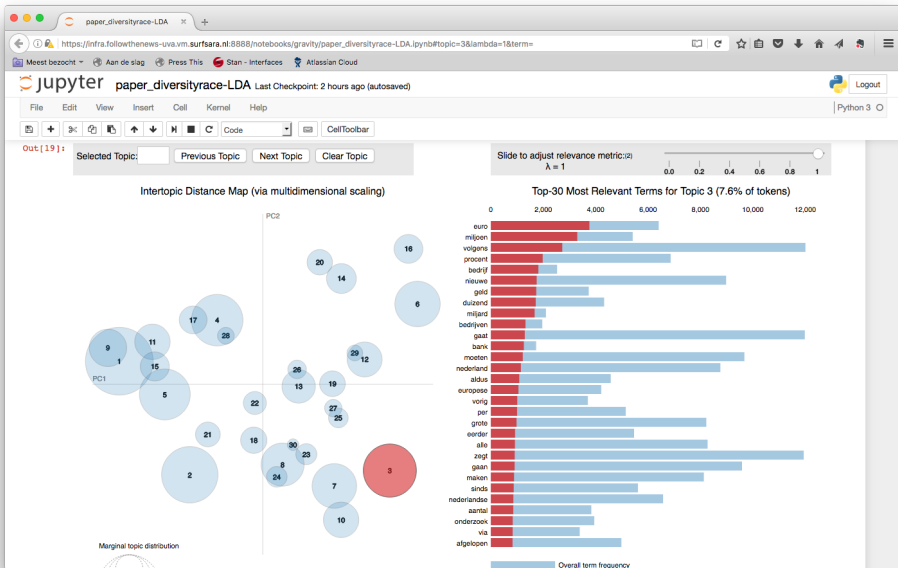 paper_diversityrace-LDA
https://infra.followthenews-uva.vm.surfsara.nl:8888/notebooks/gravity/paper_diversityrace-LDA.ipynb#topic=3&lambda=1&term=
Meest bezocht Aan de slag Press This Stan - Interfaces Atlassian Cloud
jupyter paper_diversityrace-LDA Last Checkpoint: 2 hours ago (autosaved) Logout
File Edit View Insert Cell Kernel Help Python 3
Code CellToolbar
Out[19]:
Selected Topic: Previous Topic Next Topic Clear Topic
Slide to adjust relevance metric:(2)
λ = 1
0.0 0.2 0.4 0.6 0.8 1
Intertopic Distance Map (via multidimensional scaling)
PC2
16
20
14
6
17 4
28
11
9
1
15
29
12
26
PC1
13 19
5
22
27
25
21
18
30
23
8
3
2
24
7
10
Marginal topic distribution
Top-30 Most Relevant Terms for Topic 3 (7.6% of tokens)
0 2,000 4,000 6,000 8,000 10,000 12,000
euro
miljoen
volgens
procent
bedrijf
nieuwe
geld
duizend
miljard
bedrijven
gaat
bank
moeten
nederland
aldus
europese
vorig
per
grote
eerder
alle
zegt
gaan
maken
sinds
nederlandse
aantal
onderzoek
via
afgelopen
Overall term frequency